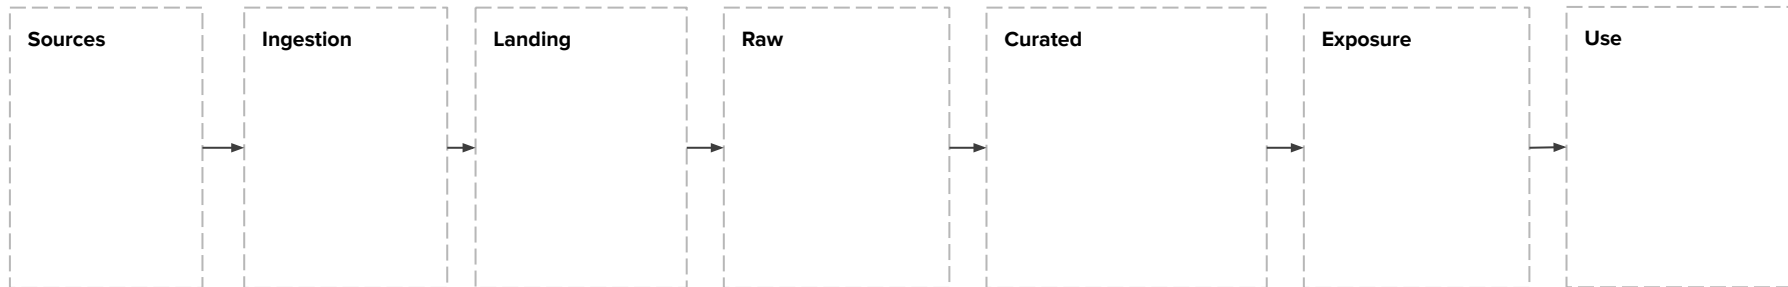 Sources
Ingestion
Landing
Raw
Curated
Exposure
Use